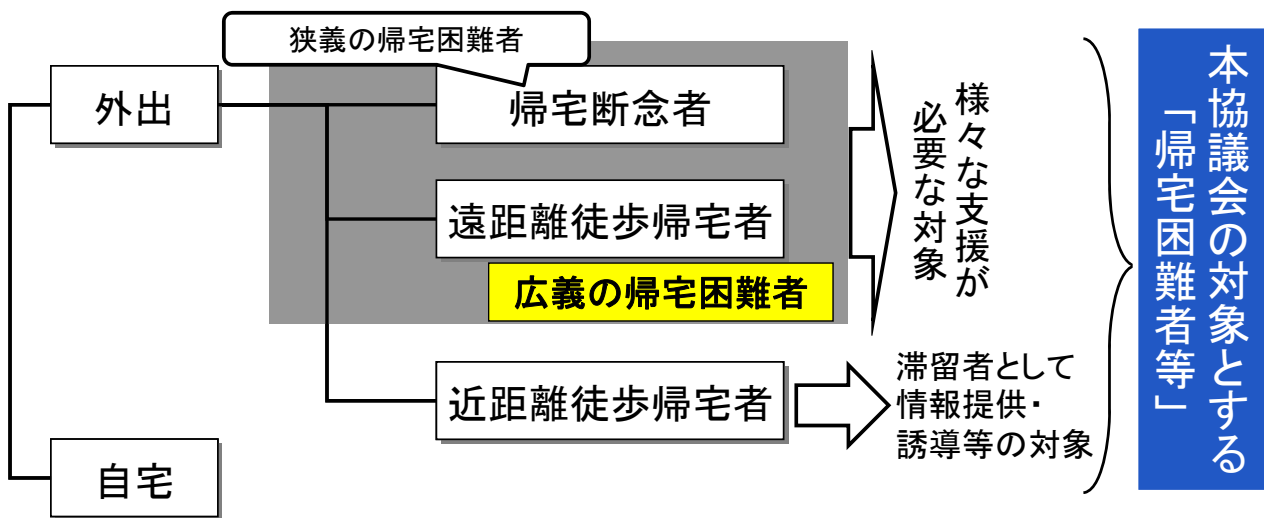 狭義の帰宅困難者
外出
帰宅断念者
遠距離徒歩帰宅者
広義の帰宅困難者
様々な支援が
必要な対象
近距離徒歩帰宅者
滞留者として
情報提供・
誘導等の対象
自宅
本協議会の対象とする
「帰宅困難者等」